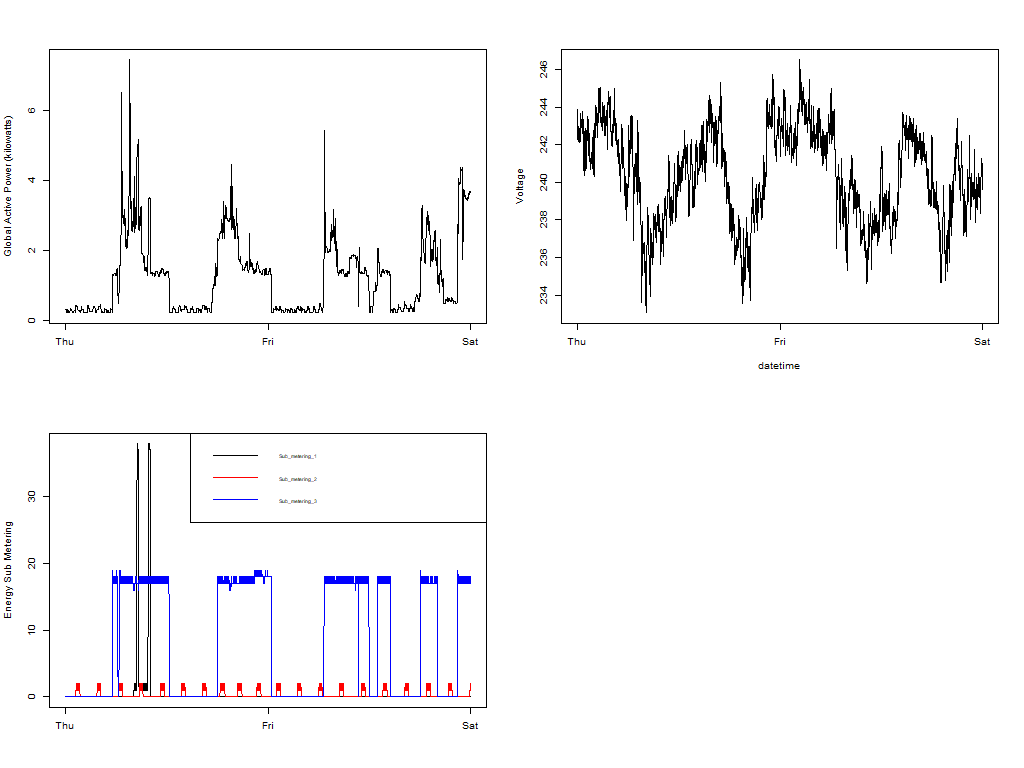 Global Active Power (kilowatts)
0
2
4
6
Thu
Fri
Sat
Voltage
234
236
238
240
242
244
246
Thu
Fri
Sat
datetime
Energy Sub Metering
0
10
20
30
Sub_metering_1
Sub_metering_2
Sub_metering_3
Thu
Fri
Sat